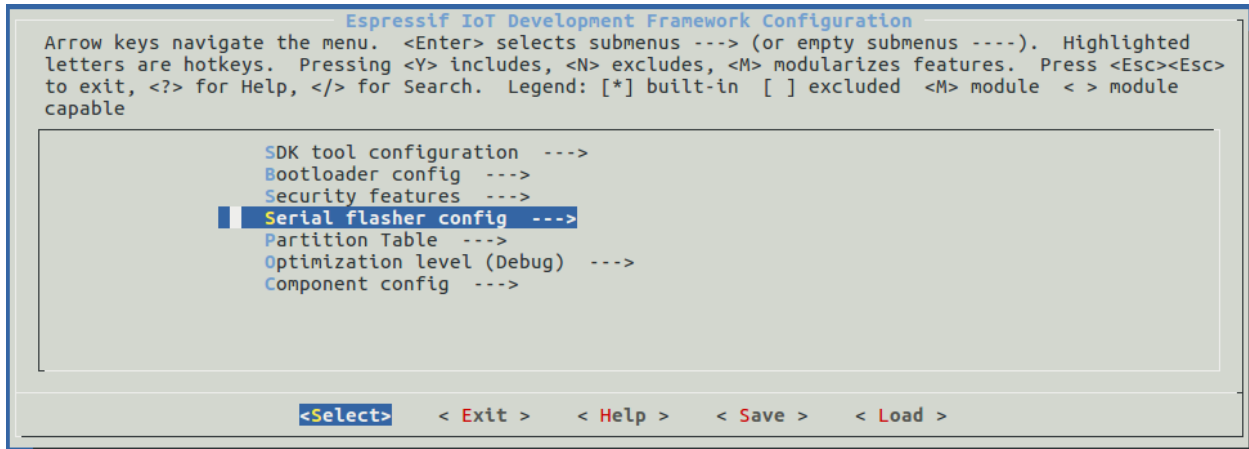 Espressif IoT Development Framework Configuration
Arrow keys navigate the menu.  <Enter> selects submenus ---> (or empty submenus ----).  Highlighted
letters are hotkeys.  Pressing <Y> includes, <N> excludes, <M> modularizes features.  Press <Esc><Esc>
to exit, <?> for Help, </> for Search.  Legend: [*] built-in  [ ] excluded  <M> module  < > module
capable
SDK tool configuration  --->
Bootloader config  --->
Security features  --->
Serial flasher config  --->
Partition Table  --->
Optimization level (Debug)  --->
Component config  --->
<Select>    < Exit >    < Help >    < Save >    < Load >